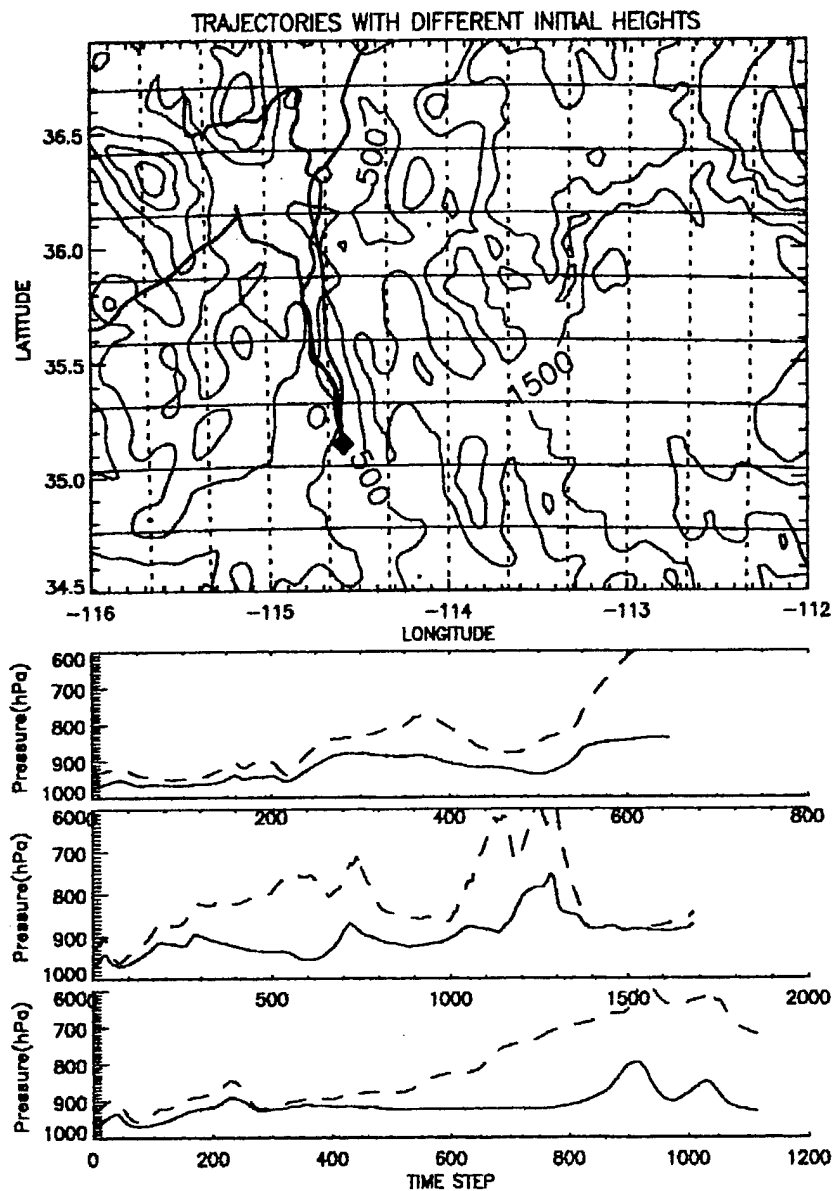 TRAJECTORIES WITH DIFFERENT INITIAL HEIGHTS
36.5
36.0
35.5
35.0
34.5
LATITUDE
500
1500
500
-116 -115 -114 -113 -112
LONGITUDE
600
700
800
900
1000
Pressure(hPa)
200 400 600 800
600
700
800
900
1000
Pressure(hPa)
500 1000 1500 2000
600
700
800
900
1000
Pressure(hPa)
0 200 400 600 800 1000 1200
TIME STEP